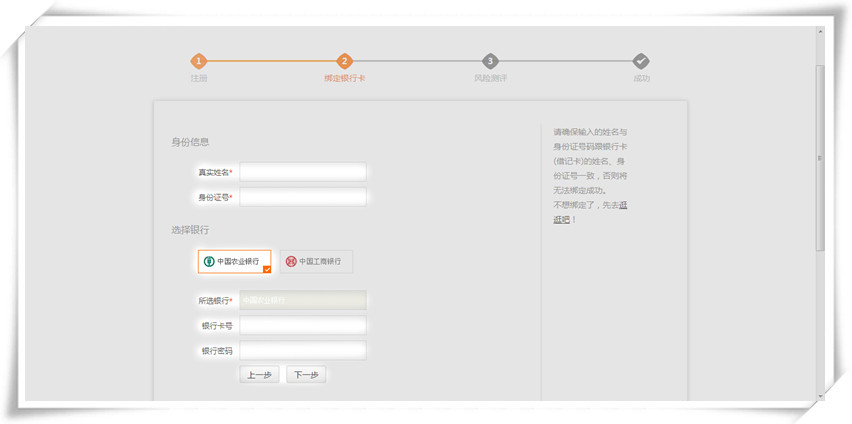 1 2 3
注册 绑定银行卡 风险测评 成功
身份信息
真实姓名*
身份证号*
选择银行
中国农业银行 中国工商银行
所选银行* 中国农业银行
银行卡号
银行密码
上一步 下一步
请确保输入的姓名与
身份证号码跟银行卡
(借记卡)的姓名、身
份证号一致，否则将
无法绑定成功。
不想绑定了，先去逛
逛吧！